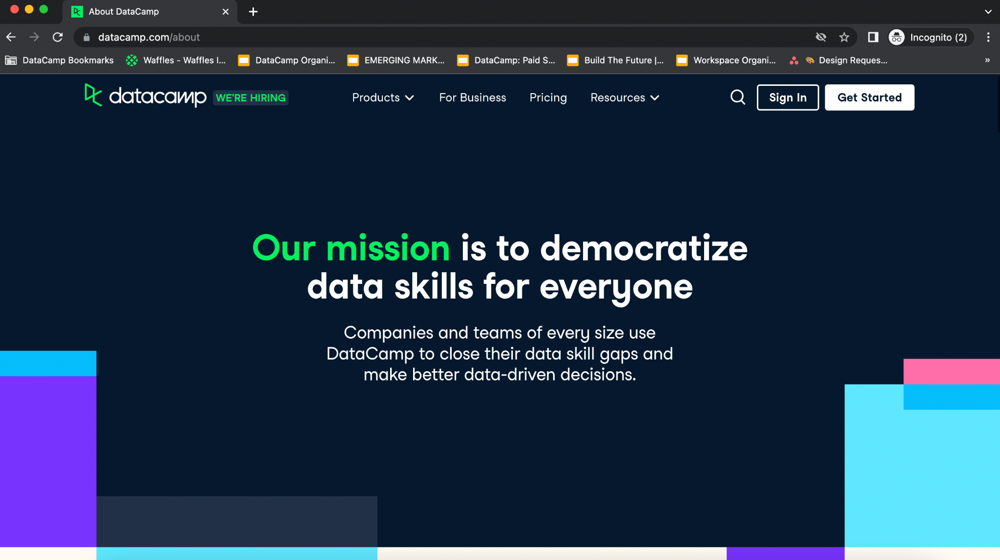 About DataCamp
datacamp.com/about
Incognito (2)
DataCamp Bookmarks
Waffles - Waffles I...
DataCamp Organi...
EMERGING MARK...
DataCamp: Paid S...
Build The Future |...
Workspace Organi...
Design Reques...
datacamp WE'RE HIRING
Products
For Business
Pricing
Resources
Sign In
Get Started
Our mission is to democratize
data skills for everyone
Companies and teams of every size use
DataCamp to close their data skill gaps and
make better data-driven decisions.